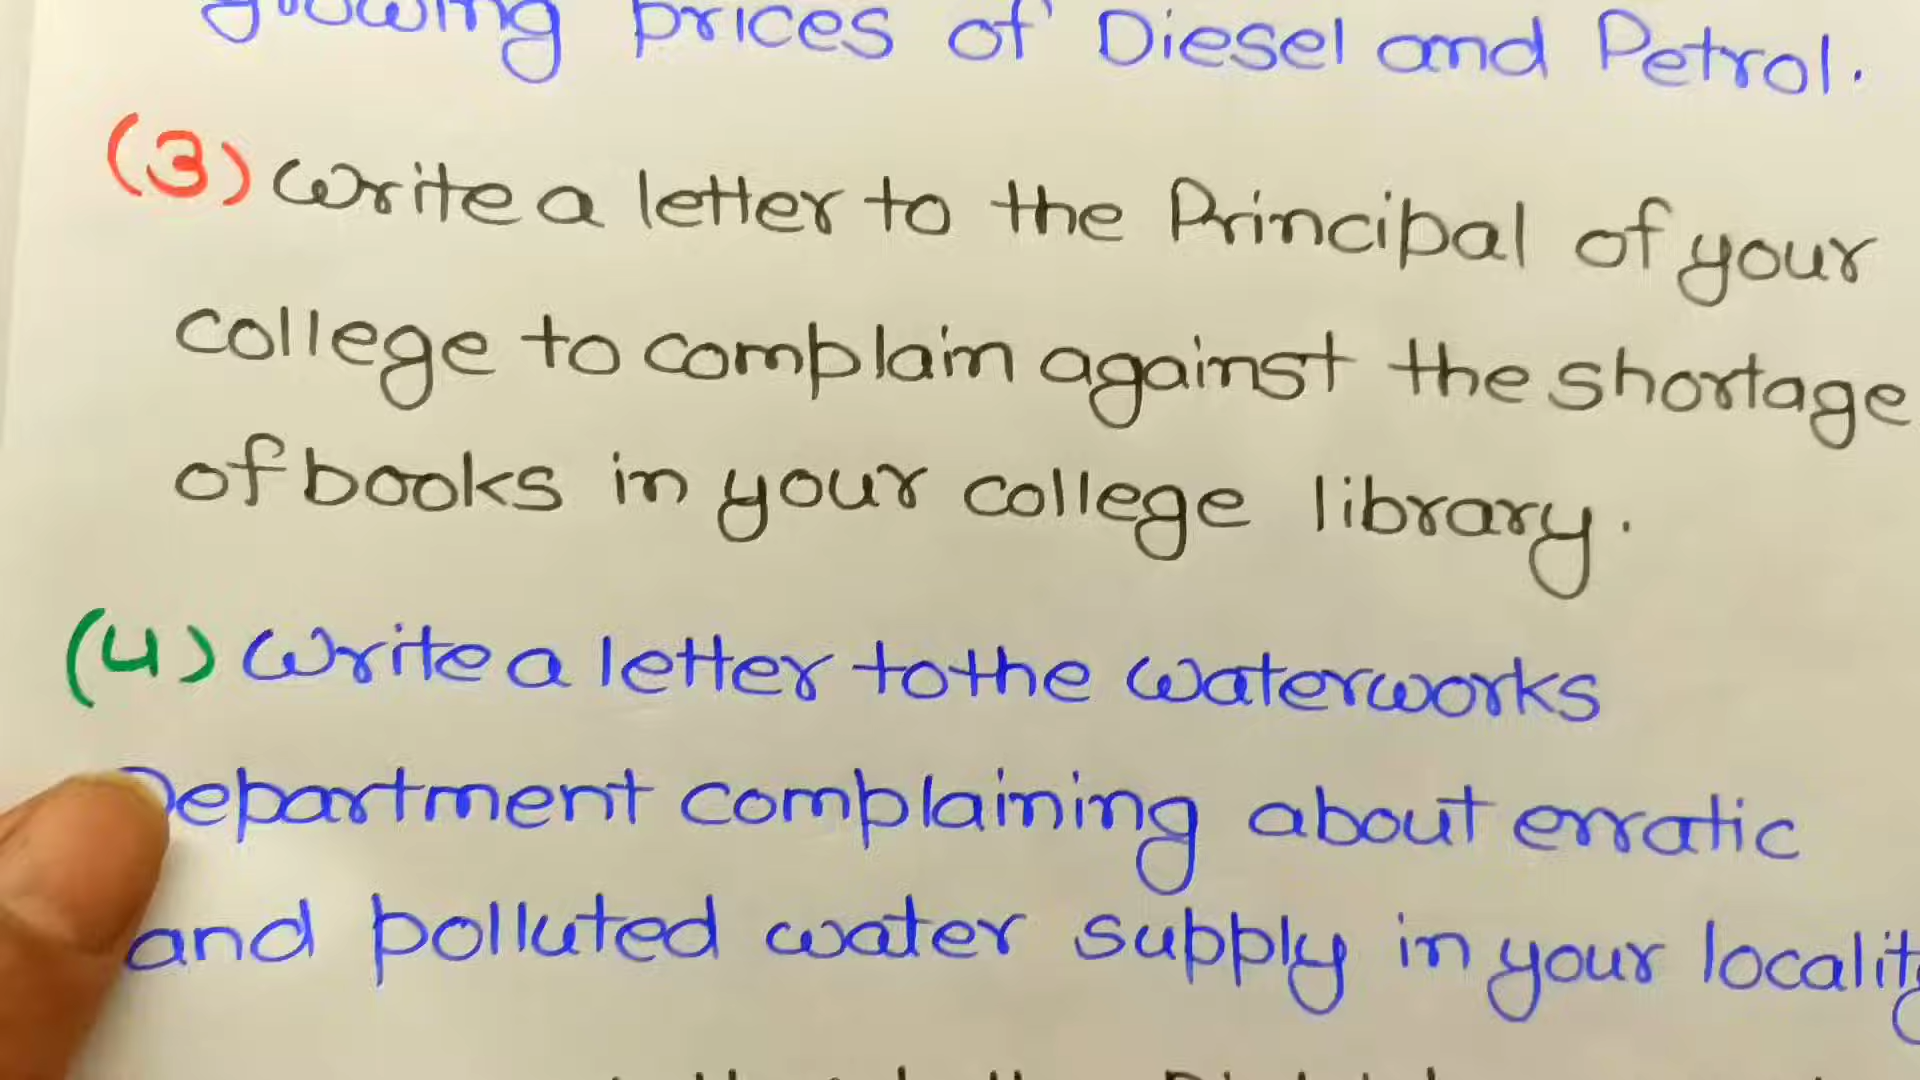 growing prices of Diesel and Petrol.
(3) Write a letter to the Principal of your
college to complain against the shortage
of books in your college library.
(4) Write a letter to the Waterworks
Department complaining about erratic
and polluted water supply in your locality